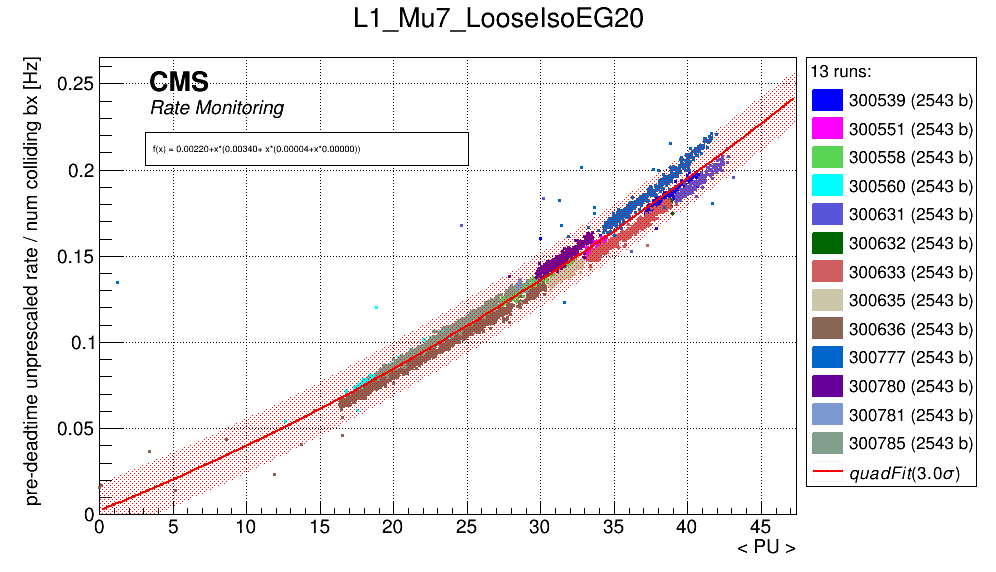 L1_Mu7_LooseIsoEG20
pre-deadtime unprescaled rate / num colliding bx [Hz]
CMS
Rate Monitoring
f(x) = 0.00220+x*(0.00340+ x*(0.00004+x*0.00000))
0.25
0.2
0.15
0.1
0.05
0
0 5 10 15 20 25 30 35 40 45
< PU >
13 runs:
300539 (2543 b)
300551 (2543 b)
300558 (2543 b)
300560 (2543 b)
300631 (2543 b)
300632 (2543 b)
300633 (2543 b)
300635 (2543 b)
300636 (2543 b)
300777 (2543 b)
300780 (2543 b)
300781 (2543 b)
300785 (2543 b)
quadFit(3.0σ)